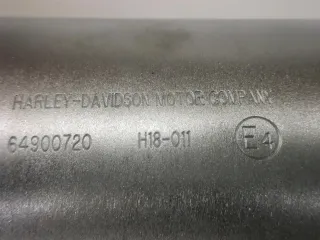 HARLEY-DAVIDSON MOTOR COMPANY
64900720 H18-011 E4